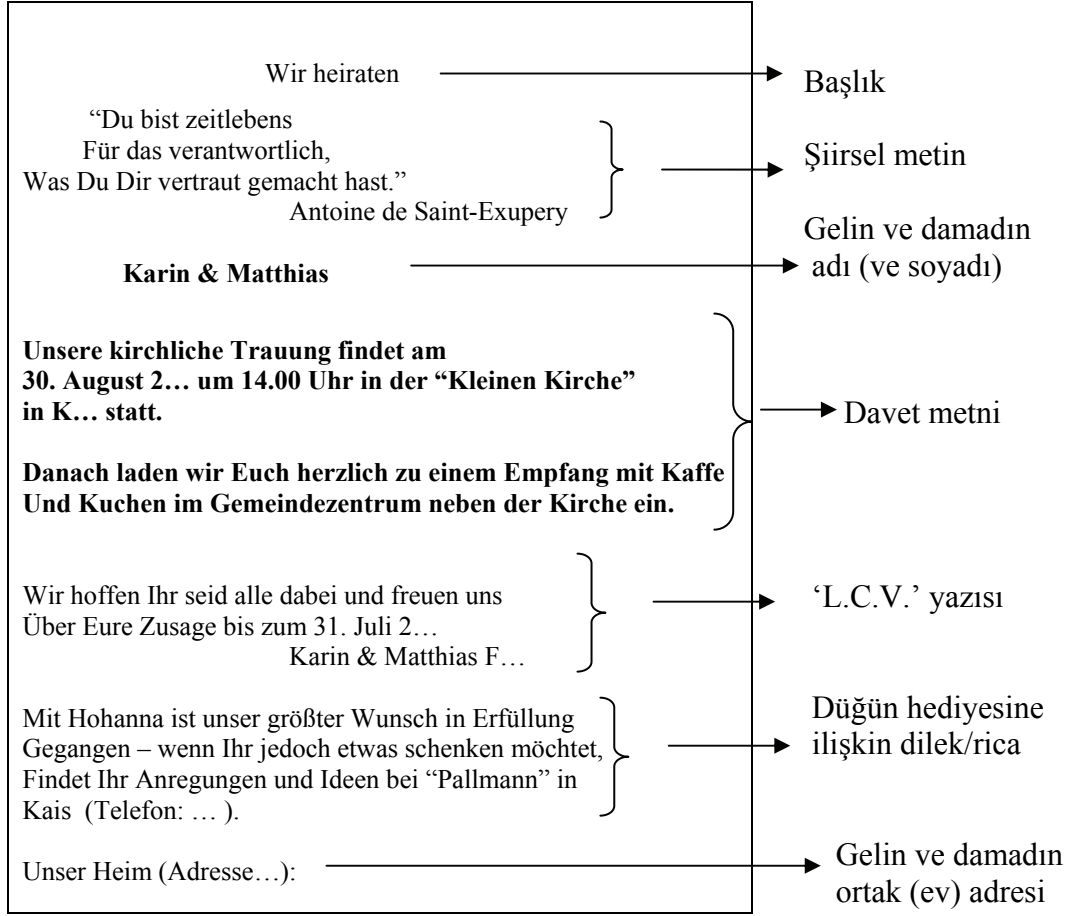 Wir heiraten
Başlık
“Du bist zeitlebens
Für das verantwortlich,
Was Du Dir vertraut gemacht hast.”
Antoine de Saint-Exupery
Şiirsel metin
Karin & Matthias
Gelin ve damadın
adı (ve soyadı)
Unsere kirchliche Trauung findet am
30. August 2… um 14.00 Uhr in der “Kleinen Kirche”
in K… statt.
Danach laden wir Euch herzlich zu einem Empfang mit Kaffe
Und Kuchen im Gemeindezentrum neben der Kirche ein.
Davet metni
Wir hoffen Ihr seid alle dabei und freuen uns
Über Eure Zusage bis zum 31. Juli 2…
Karin & Matthias F…
‘L.C.V.’ yazısı
Mit Hohanna ist unser größter Wunsch in Erfüllung
Gegangen – wenn Ihr jedoch etwas schenken möchtet,
Findet Ihr Anregungen und Ideen bei “Pallmann” in
Kais (Telefon: … ).
Düğün hediyesine
ilişkin dilek/rica
Unser Heim (Adresse…):
Gelin ve damadın
ortak (ev) adresi